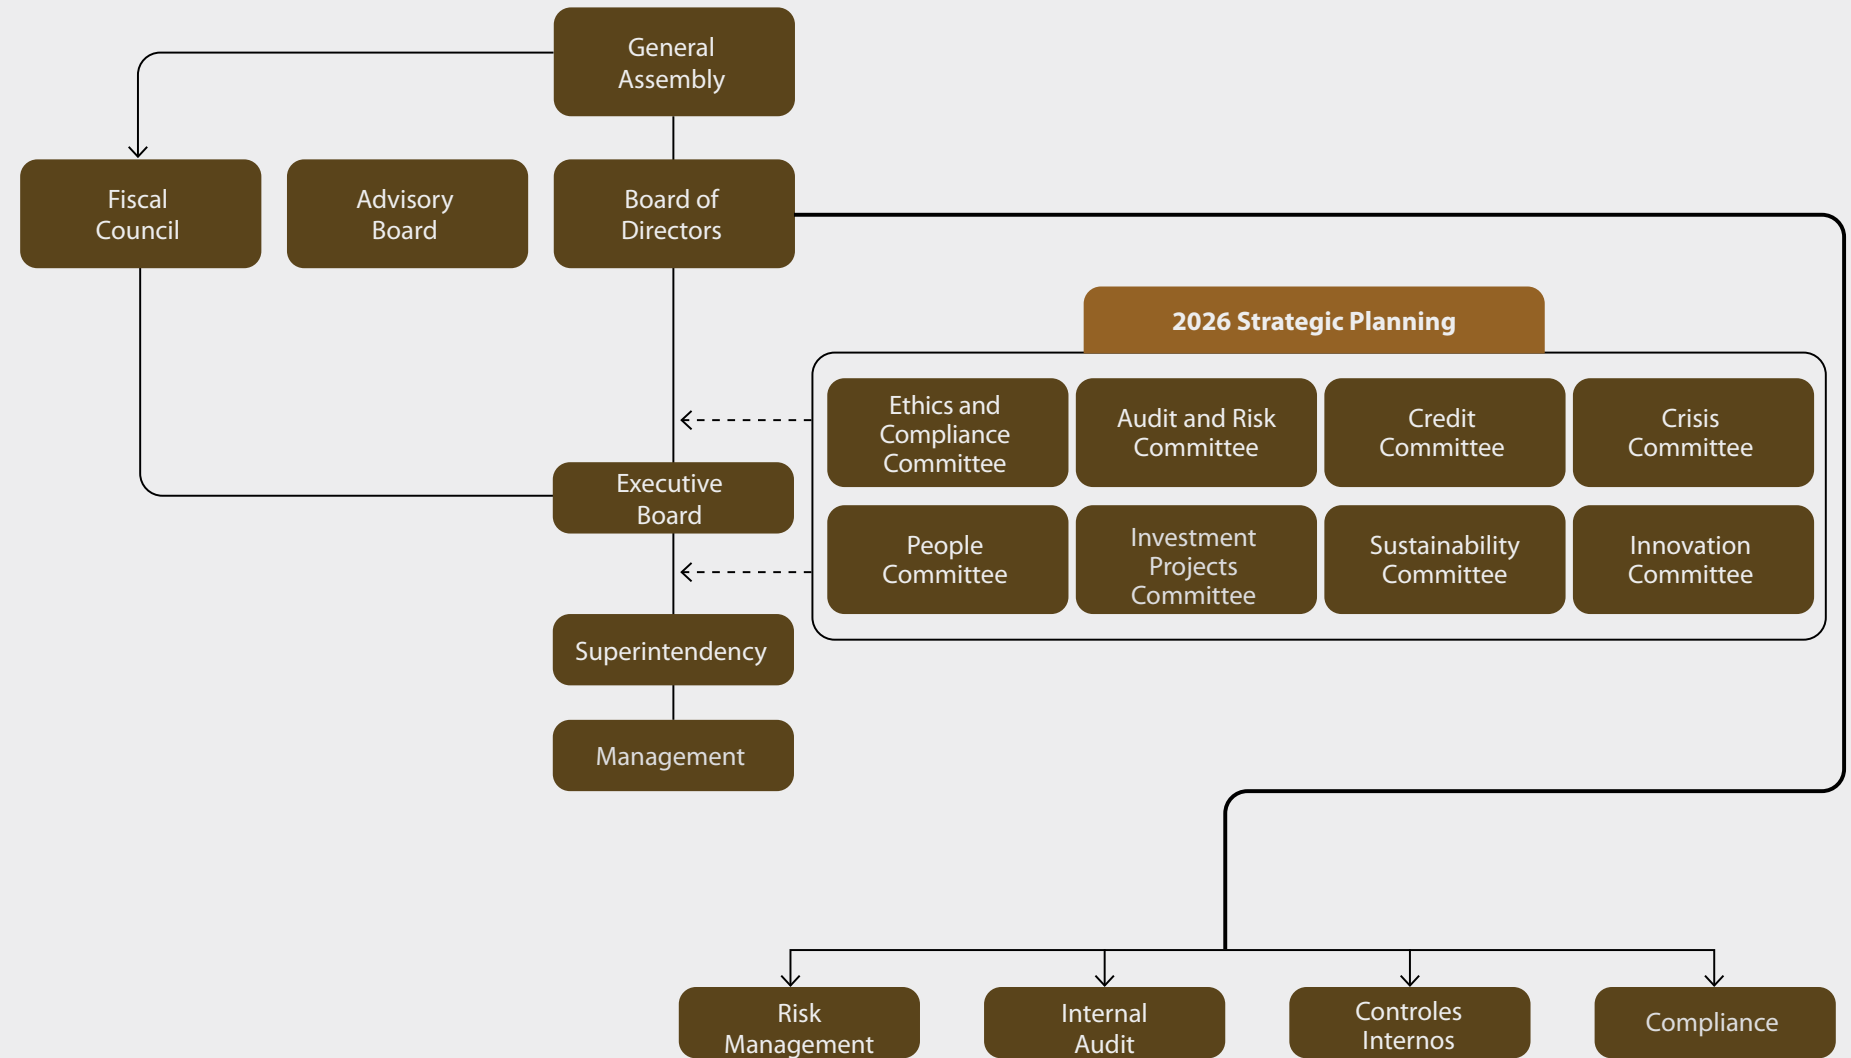 General
Assembly
Fiscal
Council
Advisory
Board
Board of
Directors
2026 Strategic Planning
Ethics and
Compliance
Committee
Audit and Risk
Committee
Credit
Committee
Crisis
Committee
Executive
Board
People
Committee
Investment
Projects
Committee
Sustainability
Committee
Innovation
Committee
Superintendency
Management
Risk
Management
Internal
Audit
Controles
Internos
Compliance